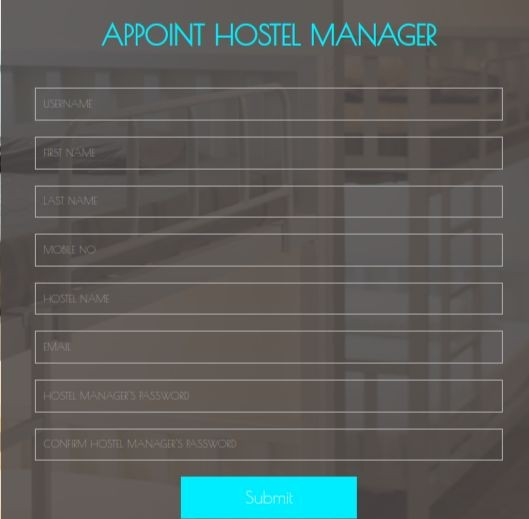 APPOINT HOSTEL MANAGER
USERNAME
FIRST NAME
LAST NAME
MOBILE NO
HOSTEL NAME
EMAIL
HOSTEL MANAGER'S PASSWORD
CONFIRM HOSTEL MANAGER'S PASSWORD
Submit